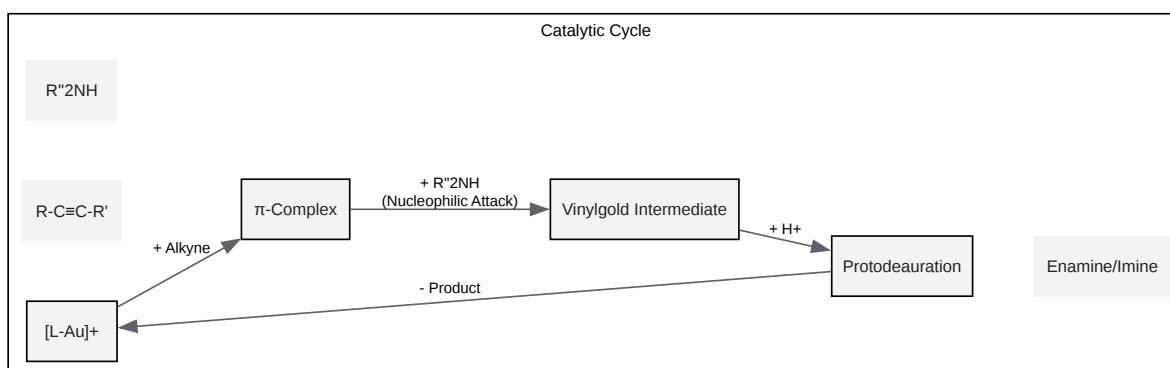 Catalytic Cycle
R"2NH
R-C≡C-R'
π-Complex
+ R"2NH
(Nucleophilic Attack)
Vinylgold Intermediate
+ Alkyne
+ H+
Protodeauration
Enamine/Imine
- Product
[L-Au]+